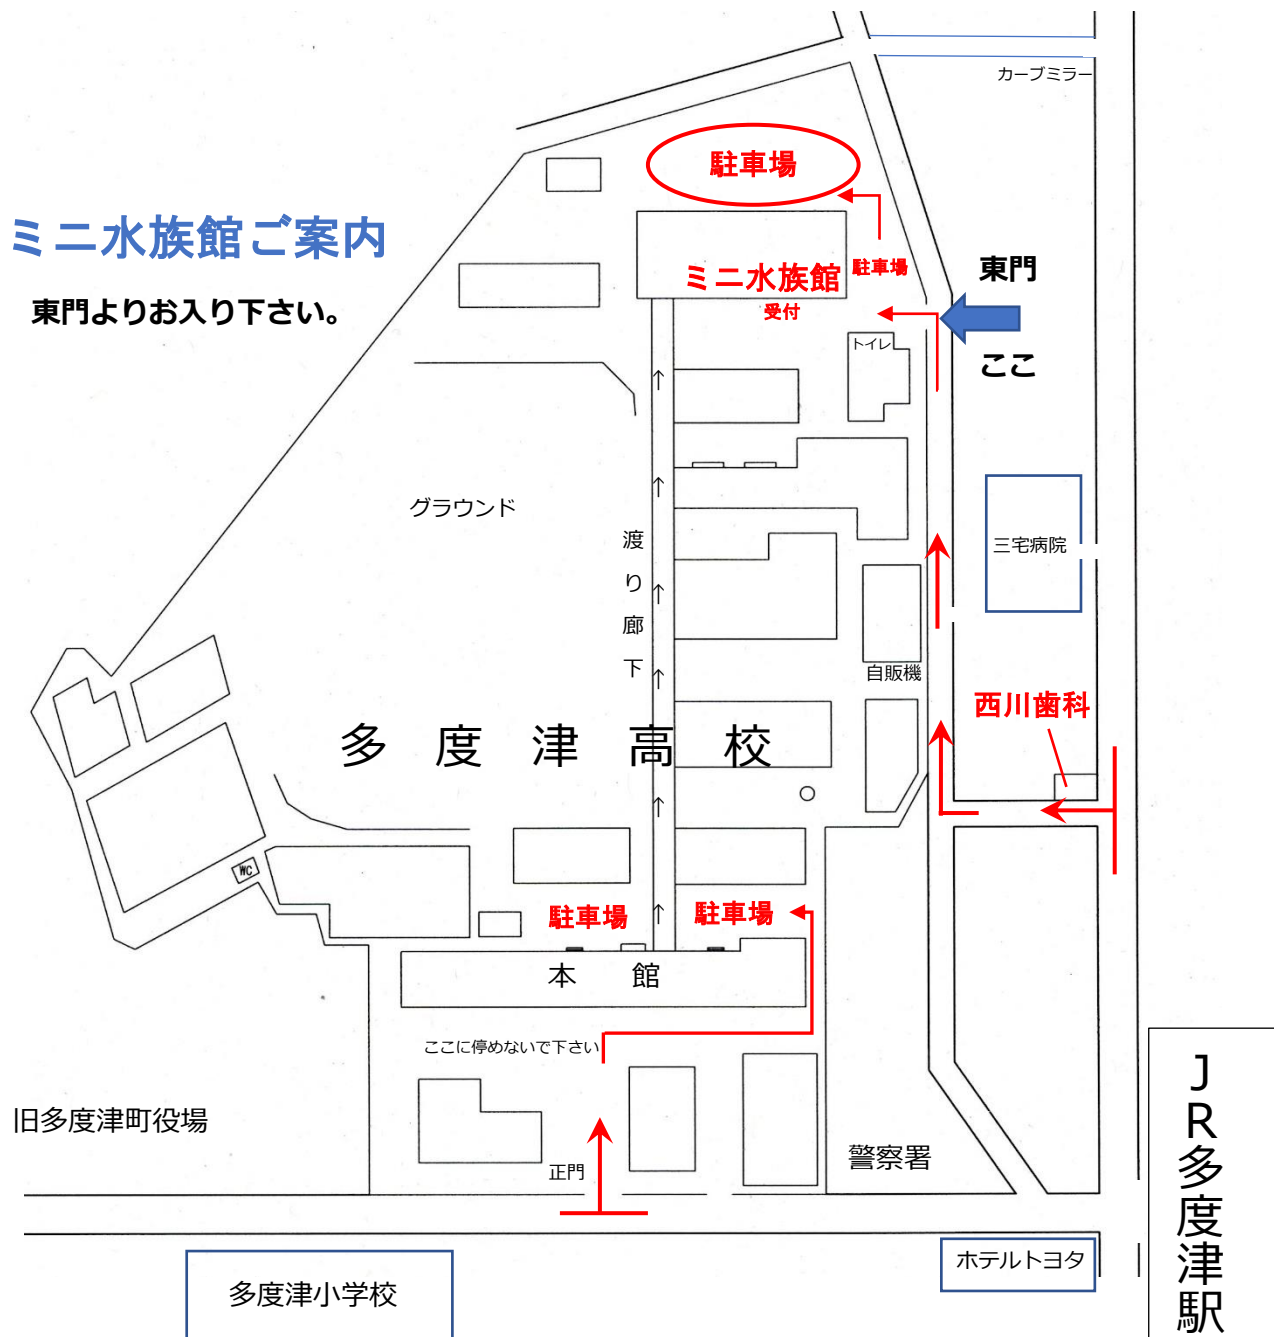 カーブミラー
駐車場
ミニ水族館ご案内
東門よりお入り下さい。
ミニ水族館
駐車場
受付
東門
ここ
トイレ
グラウンド
渡り廊下
三宅病院
自販機
西川歯科
多度津高校
WC
駐車場
駐車場
本館
ここに停めないで下さい
旧多度津町役場
正門
警察署
JR多度津駅
ホテルトヨタ
多度津小学校